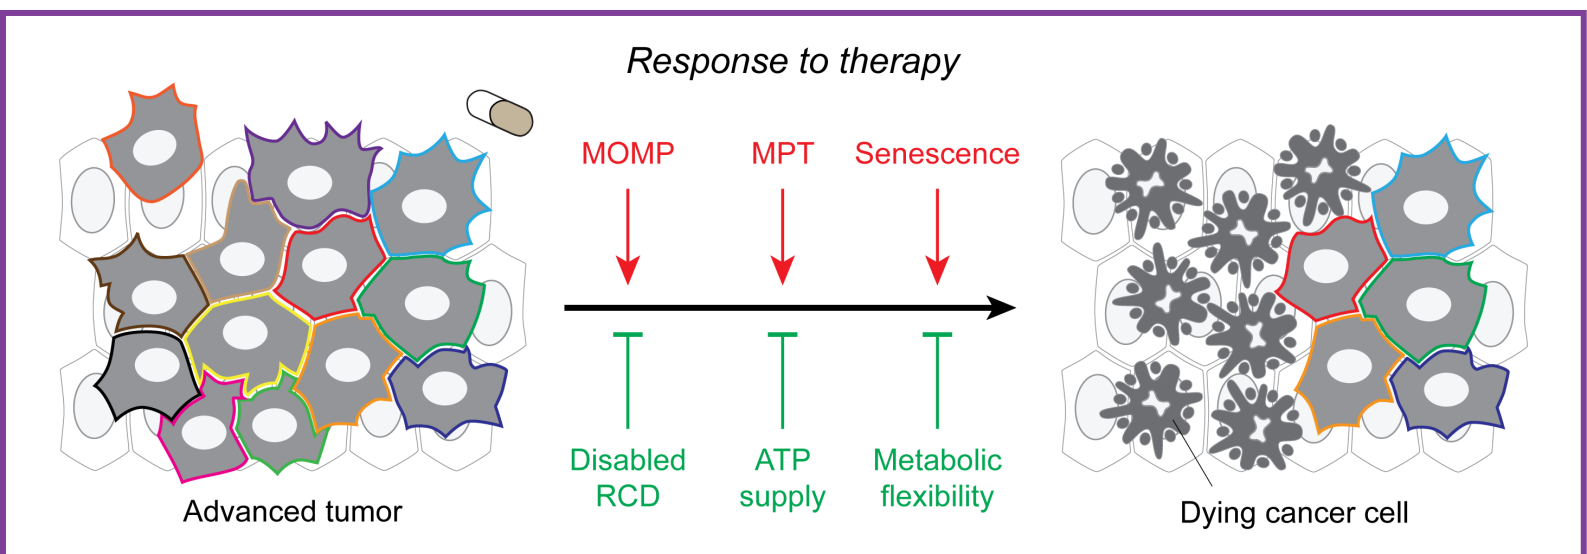 Response to therapy
MOMP
MPT
Senescence
Disabled
RCD
ATP
supply
Metabolic
flexibility
Advanced tumor
Dying cancer cell